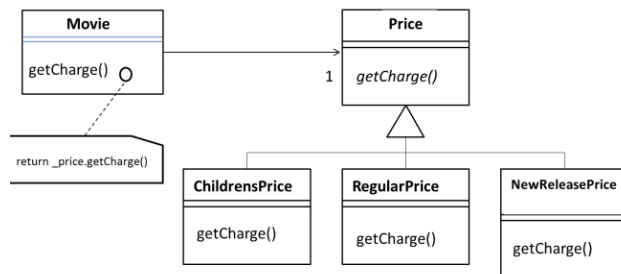 Movie
getCharge()
return _price.getCharge()
1
Price
getCharge()
ChildrensPrice
getCharge()
RegularPrice
getCharge()
NewReleasePrice
getCharge()